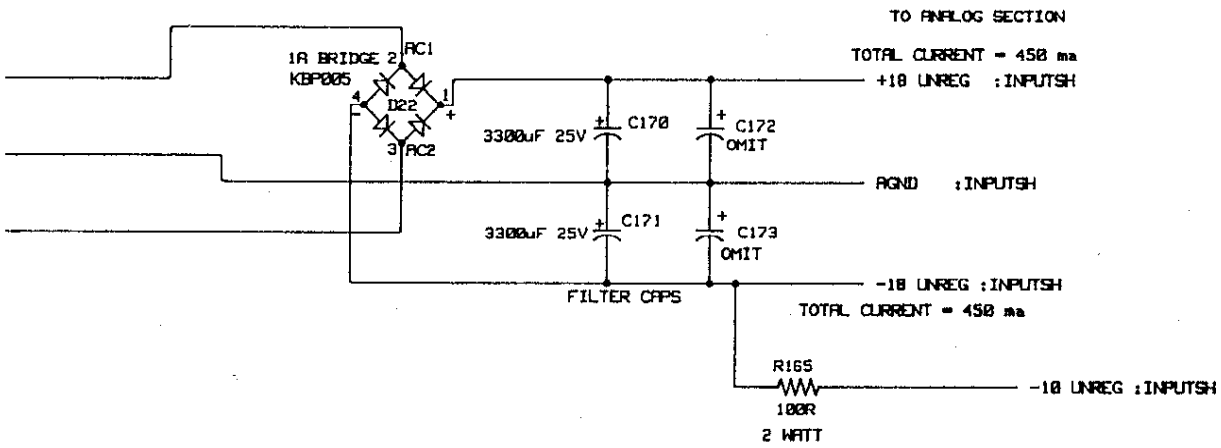 TO ANALOG SECTION
TOTAL CURRENT = 450 ma
1A BRIDGE
KBP005
2
AC1
4
-
D22
1
+
3
AC2
+18 UNREG :INPUTSH
+
C170
3300uF 25V
+
C172
OMIT
AGND :INPUTSH
+
C171
3300uF 25V
+
C173
OMIT
-18 UNREG :INPUTSH
FILTER CAPS
TOTAL CURRENT = 450 ma
R165
100R
2 WATT
-10 UNREG :INPUTSH